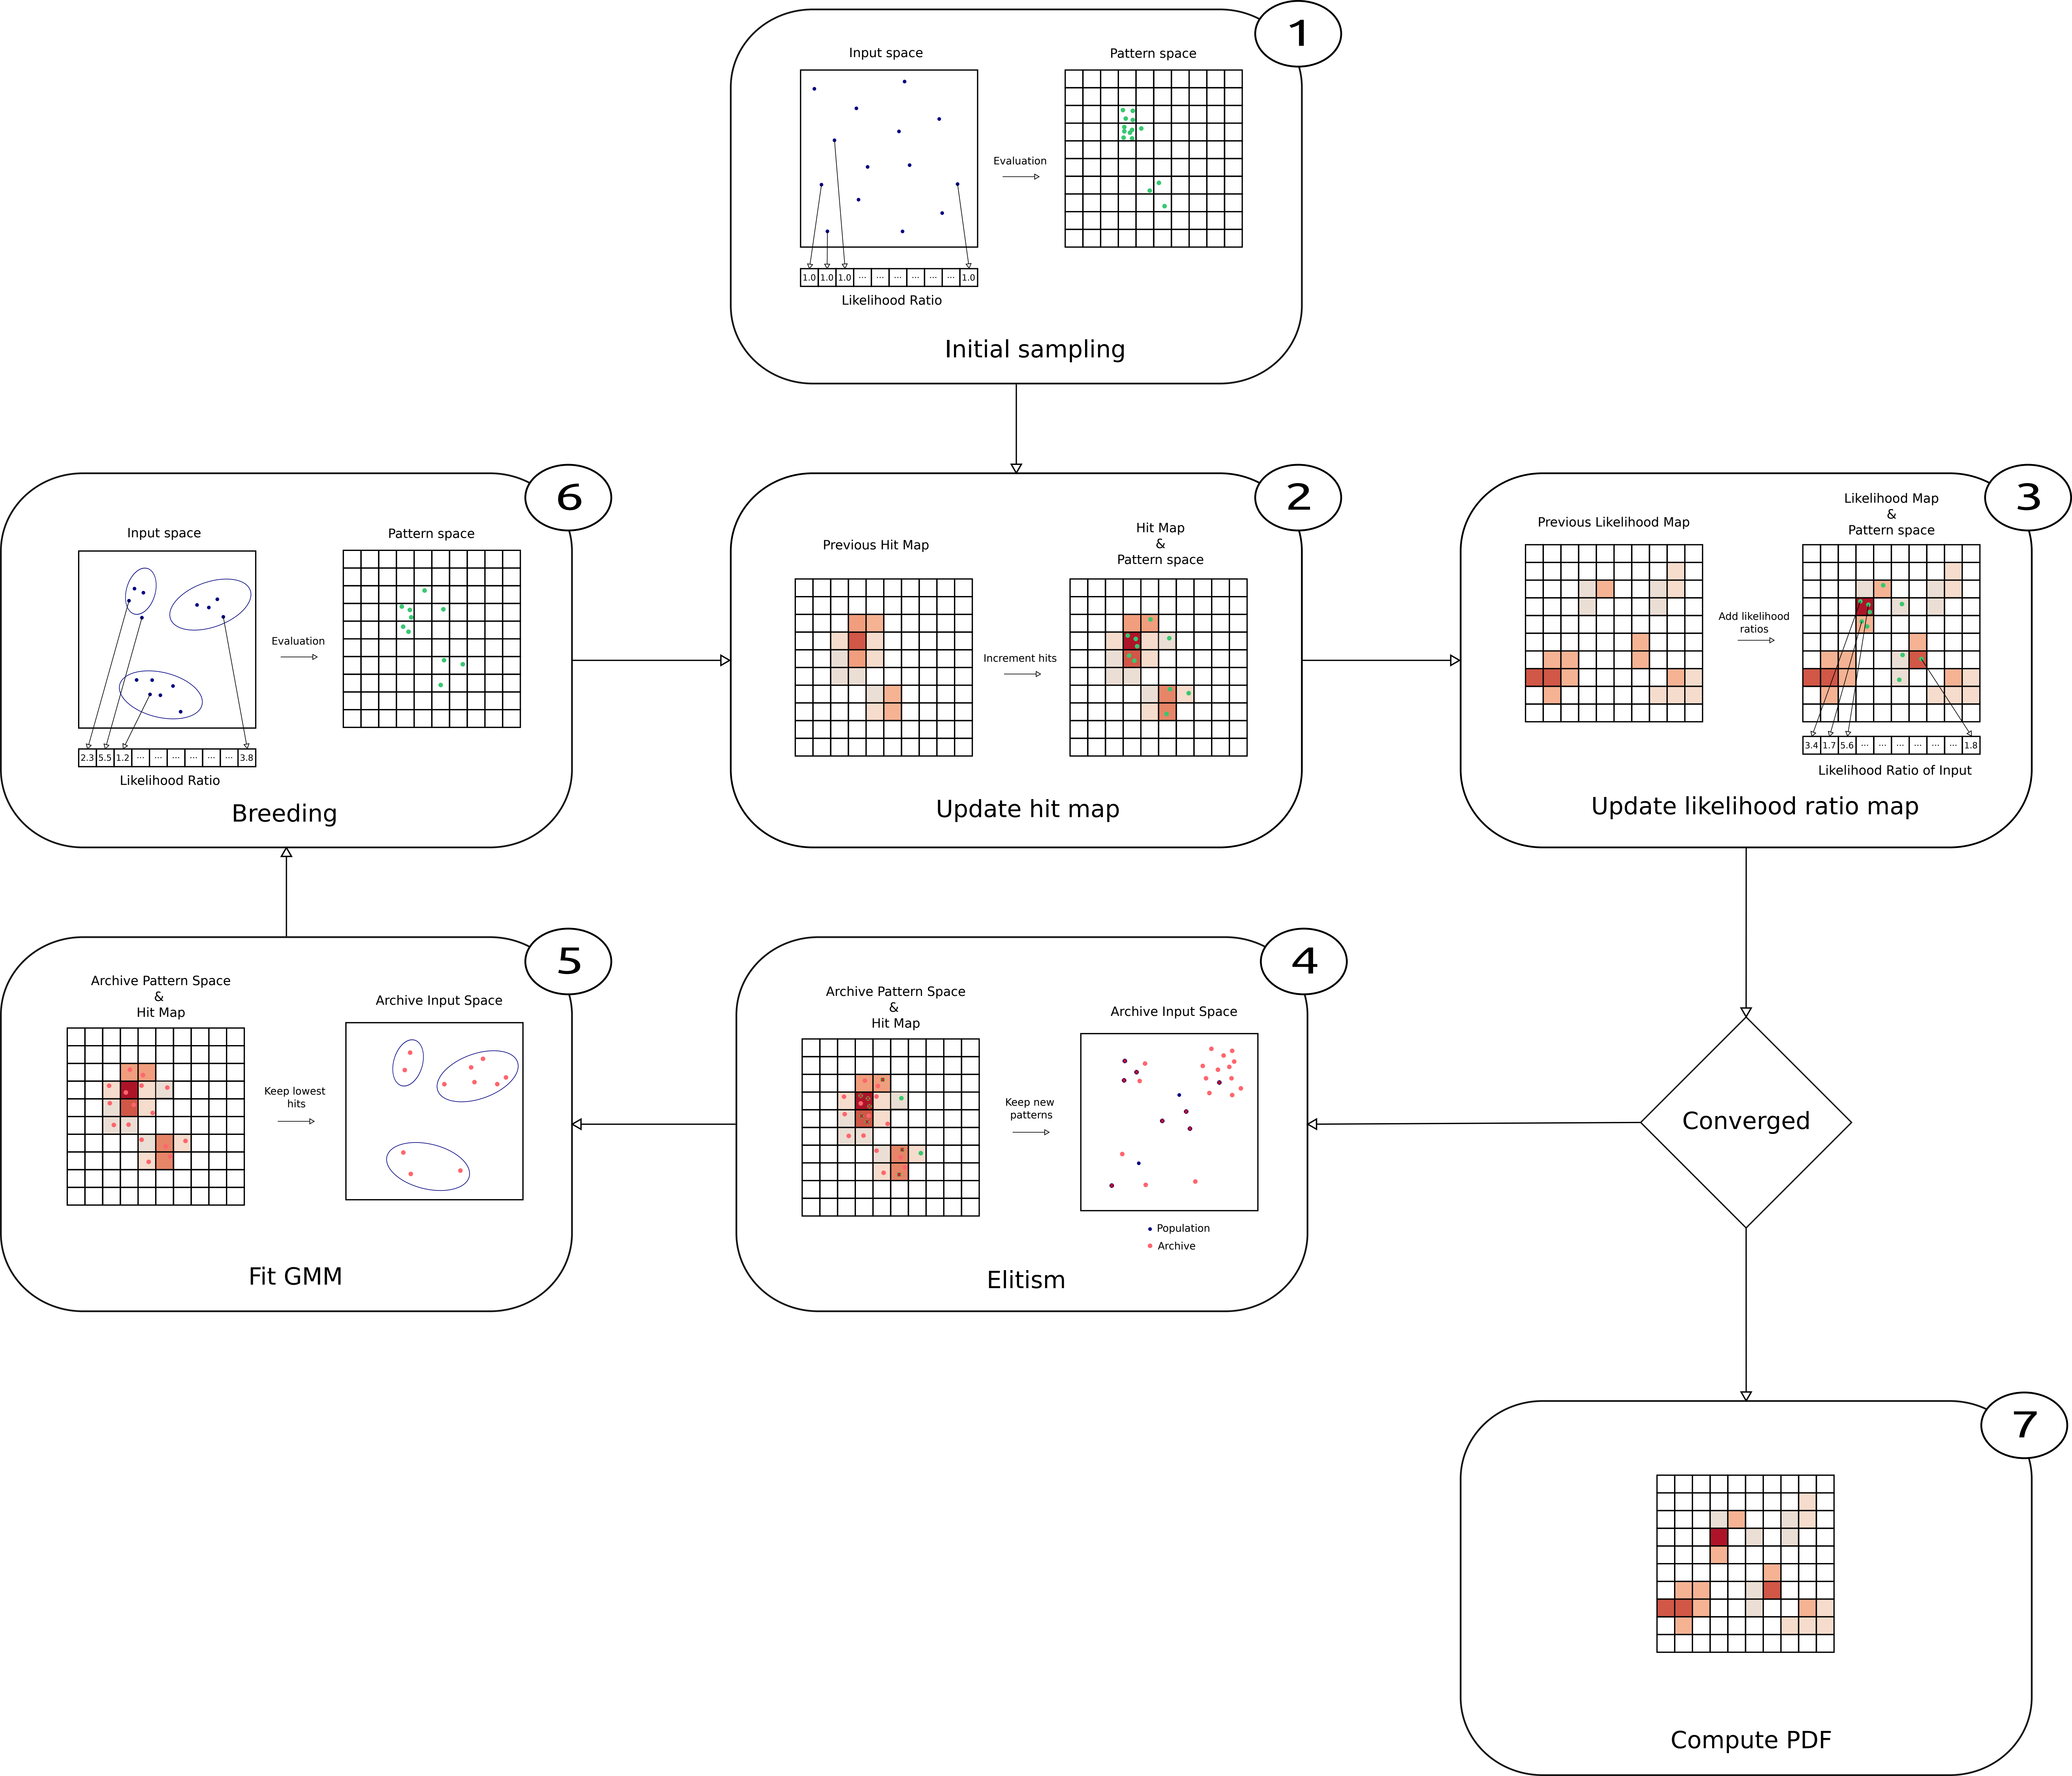 1
Input space
Pattern space
Evaluation
1.0 1.0 1.0 ... ... ... ... ... ... 1.0
Likelihood Ratio
Initial sampling
6
Input space
Pattern space
Evaluation
2.3 5.5 1.2 ... ... ... ... ... ... 3.8
Likelihood Ratio
Breeding
2
Previous Hit Map
Hit Map
&
Pattern space
Increment hits
Update hit map
3
Previous Likelihood Map
Likelihood Map
&
Pattern space
Add likelihood
ratios
3.4 1.7 5.6 ... ... ... ... ... ... 1.8
Likelihood Ratio of Input
Update likelihood ratio map
5
Archive Pattern Space
&
Hit Map
Archive Input Space
Keep lowest
hits
Fit GMM
4
Archive Pattern Space
&
Hit Map
Archive Input Space
Keep new
patterns
Population
Archive
Elitism
Converged
7
Compute PDF